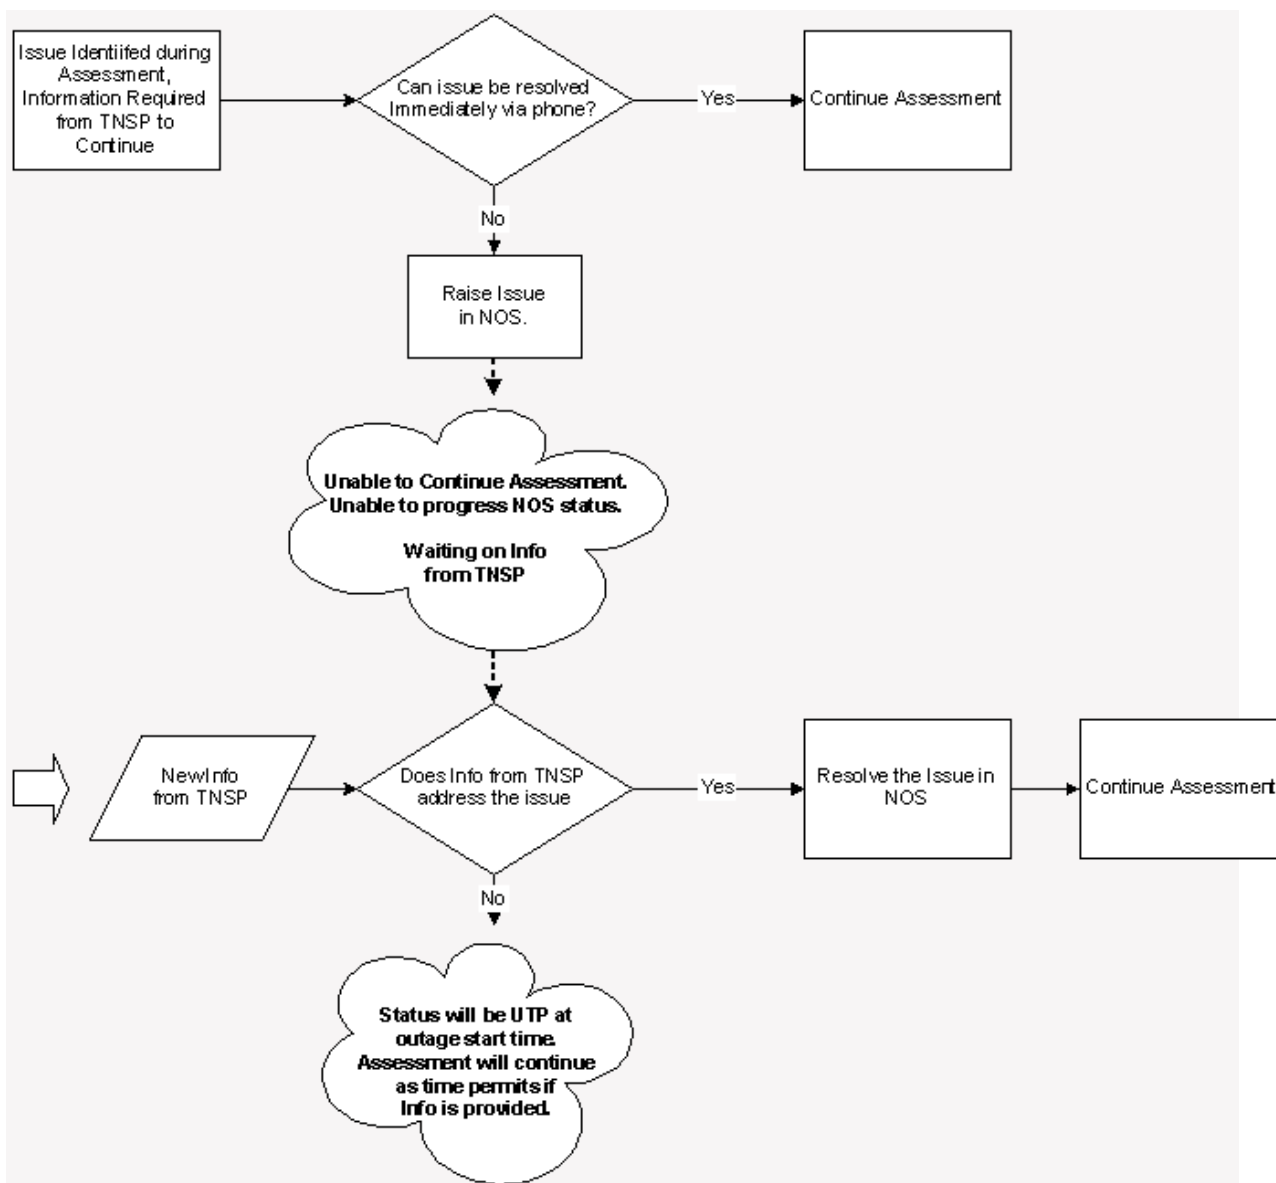 Issue Identiifed during
Assessment,
Information Required
from TNSP to
Continue
Can issue be resolved
Immediately via phone?
Yes
Continue Assessment
No
Raise Issue
in NOS.
Unable to Continue Assessment.
Unable to progress NOS status.
Waiting on Info
from TNSP
New Info
from TNSP
Does Info from TNSP
address the issue
Yes
Resolve the Issue in
NOS
Continue Assessment
No
Status will be UTP at
outage start time.
Assessment will continue
as time permits if
Info is provided.